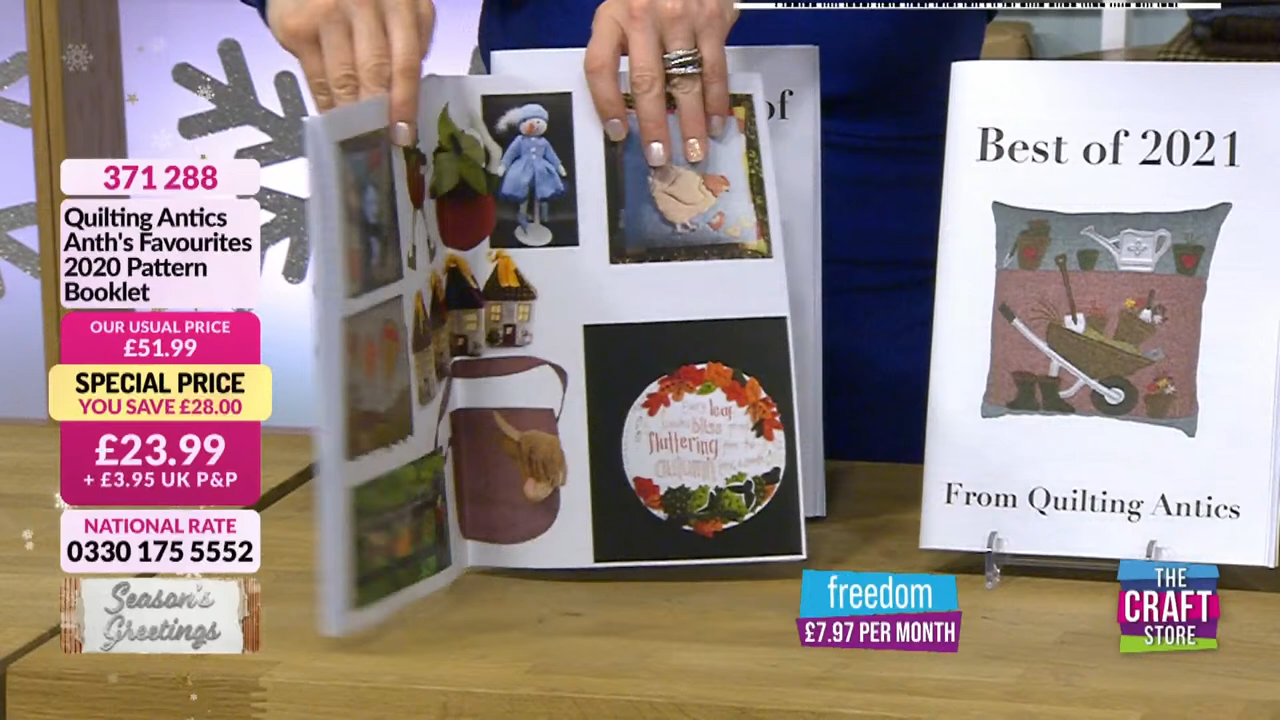 371 288
Quilting Antics
Anth's Favourites
2020 Pattern
Booklet
OUR USUAL PRICE
£51.99
SPECIAL PRICE
YOU SAVE £28.00
£23.99
+ £3.95 UK P&P
NATIONAL RATE
0330 175 5552
Season's
Greetings
of
leaf
bliss
fluttering
autumn
Best of 2021
From Quilting Antics
freedom
£7.97 PER MONTH
THE
CRAFT
STORE